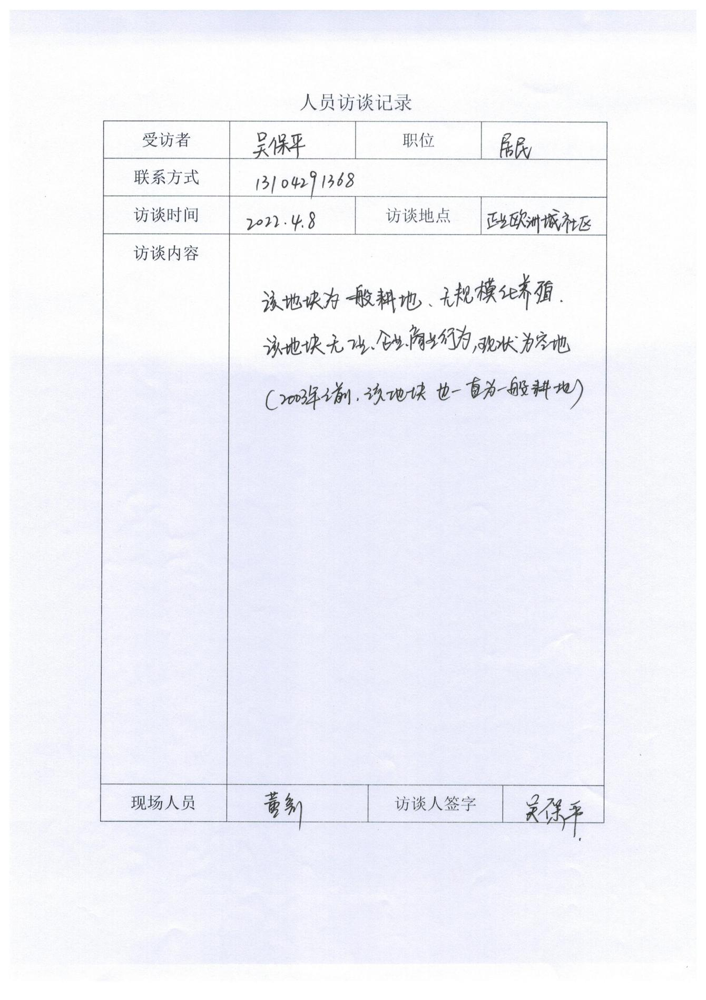 人员访谈记录
受访者 吴保平 职位 居民
联系方式 13104291368
访谈时间 2022.4.8 访谈地点 正业欧洲城社区
访谈内容
该地块为一般耕地、无规模化养殖.
该地块无工业、企业、商业行为,现状为空地
(2003年之前,该地块也一直为一般耕地)
现场人员 黄 访谈人签字 吴保平.